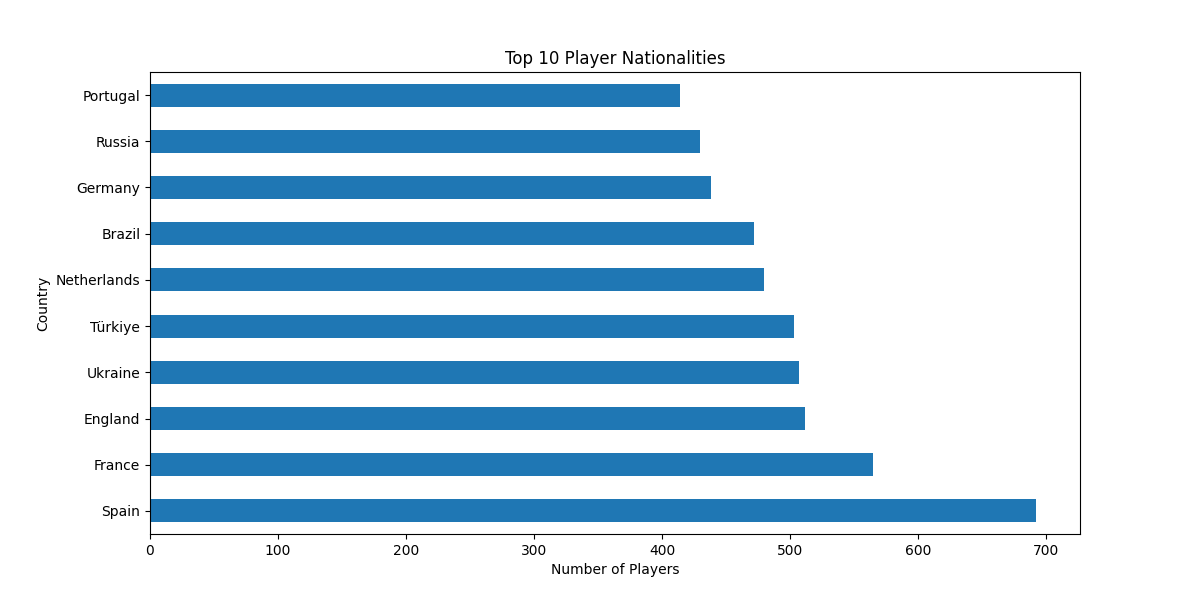 Top 10 Player Nationalities
Country
Portugal
Russia
Germany
Brazil
Netherlands
Türkiye
Ukraine
England
France
Spain
0 100 200 300 400 500 600 700
Number of Players